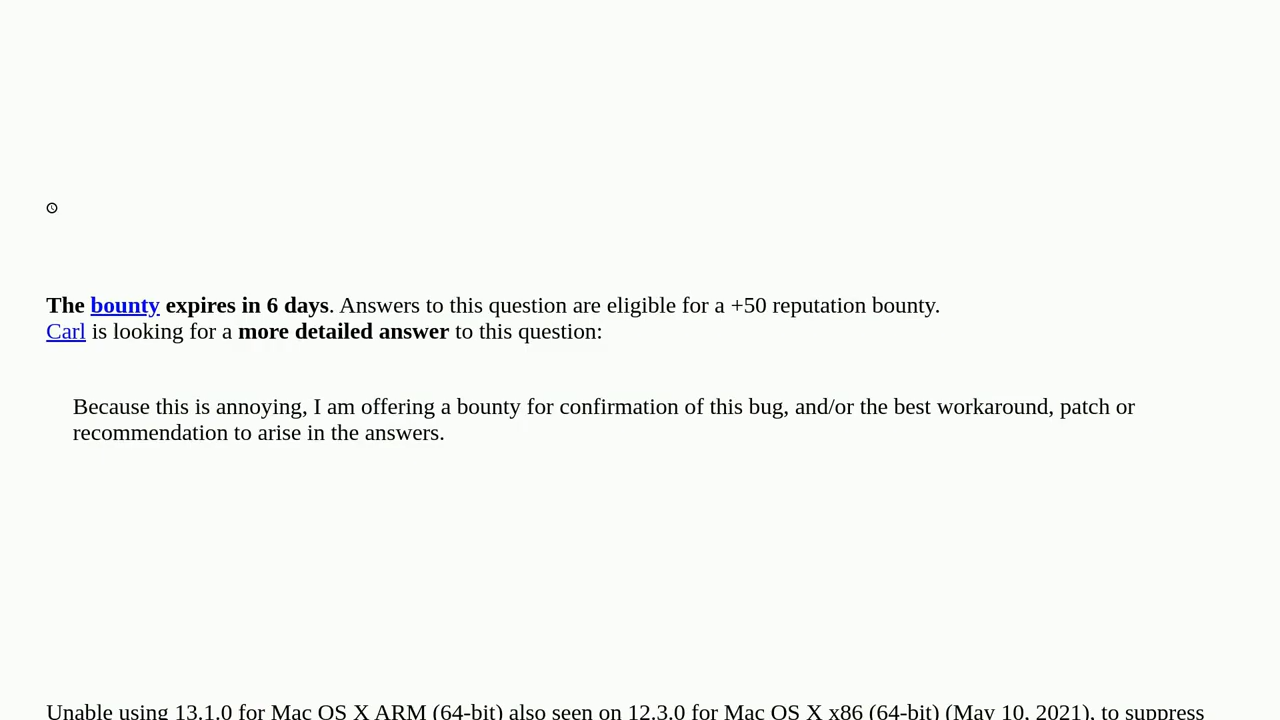 The bounty expires in 6 days. Answers to this question are eligible for a +50 reputation bounty.
Carl is looking for a more detailed answer to this question:
Because this is annoying, I am offering a bounty for confirmation of this bug, and/or the best workaround, patch or
recommendation to arise in the answers.
Unable using 13.1.0 for Mac OS X ARM (64-bit) also seen on 12.3.0 for Mac OS X x86 (64-bit) (May 10, 2021), to suppress